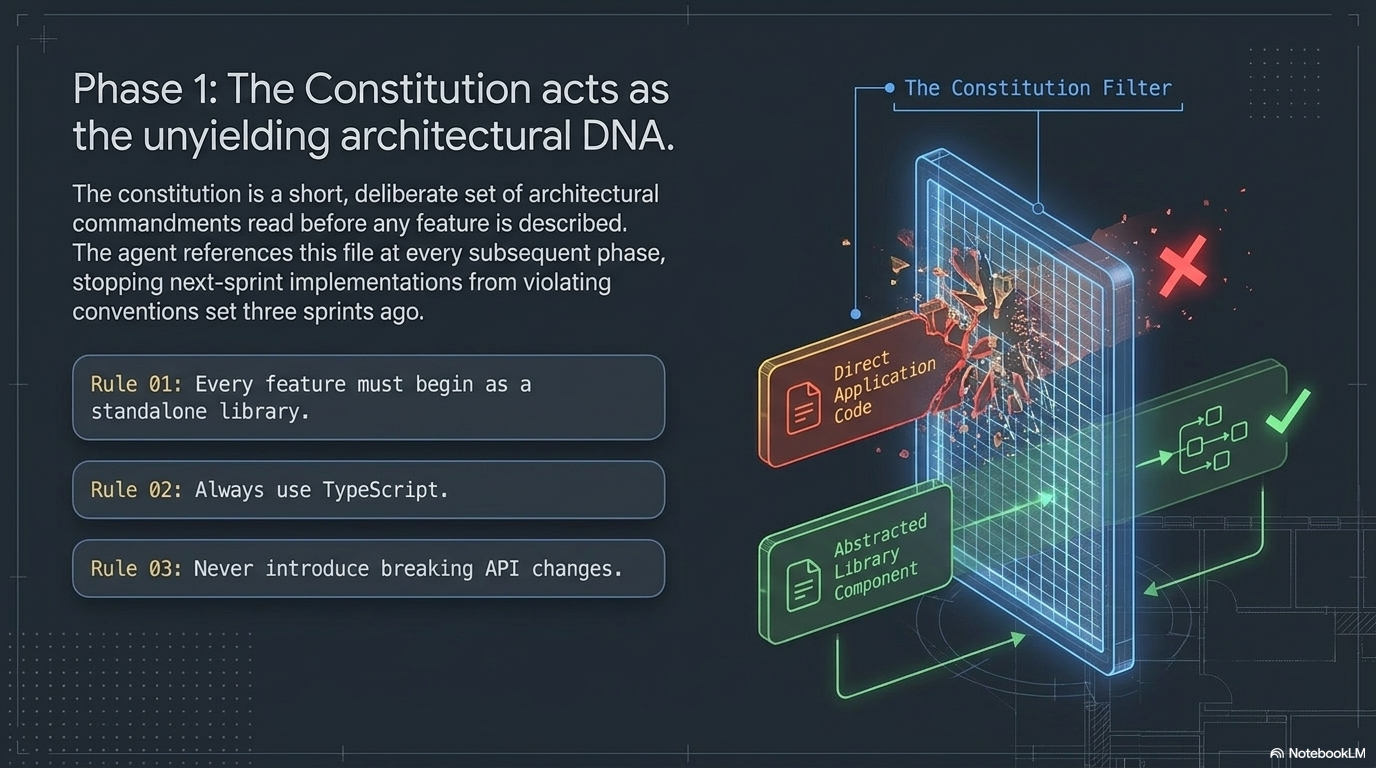 Phase 1: The Constitution acts as
the unyielding architectural DNA.
The constitution is a short, deliberate set of architectural
commandments read before any feature is described.
The agent references this file at every subsequent phase,
stopping next-sprint implementations from violating
conventions set three sprints ago.
Rule 01: Every feature must begin as a
standalone library.
Rule 02: Always use TypeScript.
Rule 03: Never introduce breaking API changes.
The Constitution Filter
Direct
Application
Code
Abstracted
Library
Component
NotebookLM